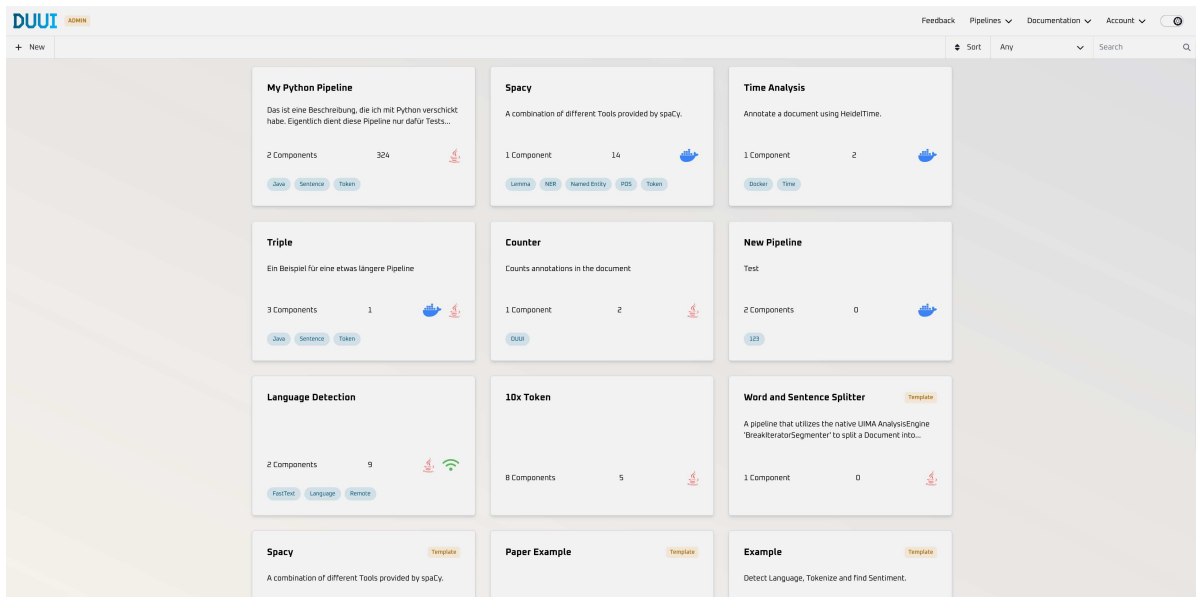 DUUI ADMIN Feedback Pipelines Documentation Account
+ New Sort Any Search
My Python Pipeline
Das ist eine Beschreibung, die ich mit Python verschickt
habe. Eigentlich dient diese Pipeline nur dafür Tests...
2 Components 324
Java Sentence Token
Spacy
A combination of different Tools provided by spaCy.
1 Component 14
Lemma NER Named Entity POS Token
Time Analysis
Annotate a document using HeidelTime.
1 Component 2
Docker Time
Triple
Ein Beispiel für eine etwas längere Pipeline
3 Components 1
Java Sentence Token
Counter
Counts annotations in the document
1 Component 2
DUUI
New Pipeline
Test
2 Components 0
123
Language Detection
2 Components 9
FastText Language Remote
10x Token
8 Components 5
Word and Sentence Splitter Template
A pipeline that utilizes the native UIMA AnalysisEngine
'BreakIteratorSegmenter' to split a Document into...
1 Component 0
Spacy Template
A combination of different Tools provided by spaCy.
Paper Example Template
Example Template
Detect Language, Tokenize and find Sentiment.